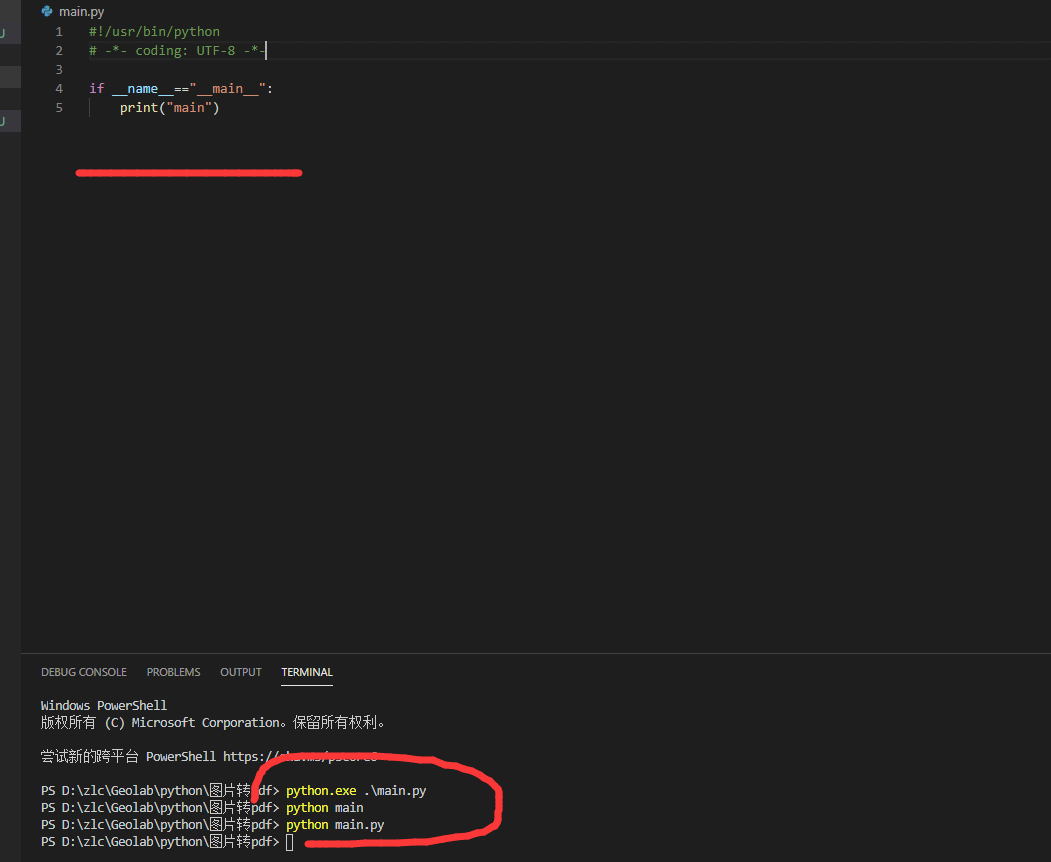 main.py
1 #!/usr/bin/python
2 # -*- coding: UTF-8 -*-
3
4 if __name__=="__main__":
5 print("main")
DEBUG CONSOLE PROBLEMS OUTPUT TERMINAL
Windows PowerShell
版权所有 (C) Microsoft Corporation。保留所有权利。
尝试新的跨平台 PowerShell https://
PS D:\zlc\Geolab\python\图片转pdf> python.exe .\main.py
PS D:\zlc\Geolab\python\图片转pdf> python main
PS D:\zlc\Geolab\python\图片转pdf> python main.py
PS D:\zlc\Geolab\python\图片转pdf>